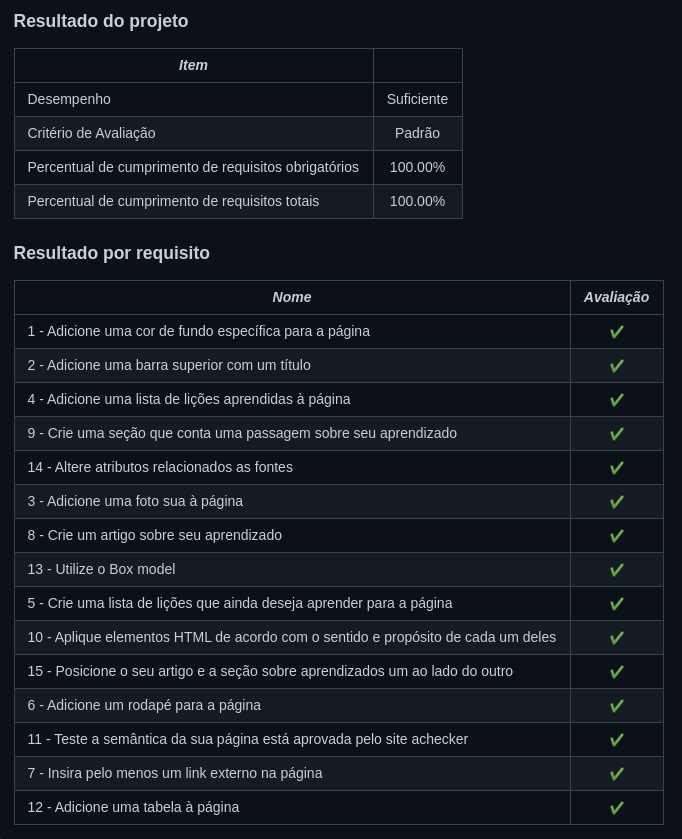 Resultado do projeto
Item
Desempenho Suficiente
Critério de Avaliação Padrão
Percentual de cumprimento de requisitos obrigatórios 100.00%
Percentual de cumprimento de requisitos totais 100.00%
Resultado por requisito
Nome Avaliação
1 - Adicione uma cor de fundo específica para a página ✔
2 - Adicione uma barra superior com um título ✔
4 - Adicione uma lista de lições aprendidas à página ✔
9 - Crie uma seção que conta uma passagem sobre seu aprendizado ✔
14 - Altere atributos relacionados as fontes ✔
3 - Adicione uma foto sua à página ✔
8 - Crie um artigo sobre seu aprendizado ✔
13 - Utilize o Box model ✔
5 - Crie uma lista de lições que ainda deseja aprender para a página ✔
10 - Aplique elementos HTML de acordo com o sentido e propósito de cada um deles ✔
15 - Posicione o seu artigo e a seção sobre aprendizados um ao lado do outro ✔
6 - Adicione um rodapé para a página ✔
11 - Teste a semântica da sua página está aprovada pelo site achecker ✔
7 - Insira pelo menos um link externo na página ✔
12 - Adicione uma tabela à página ✔